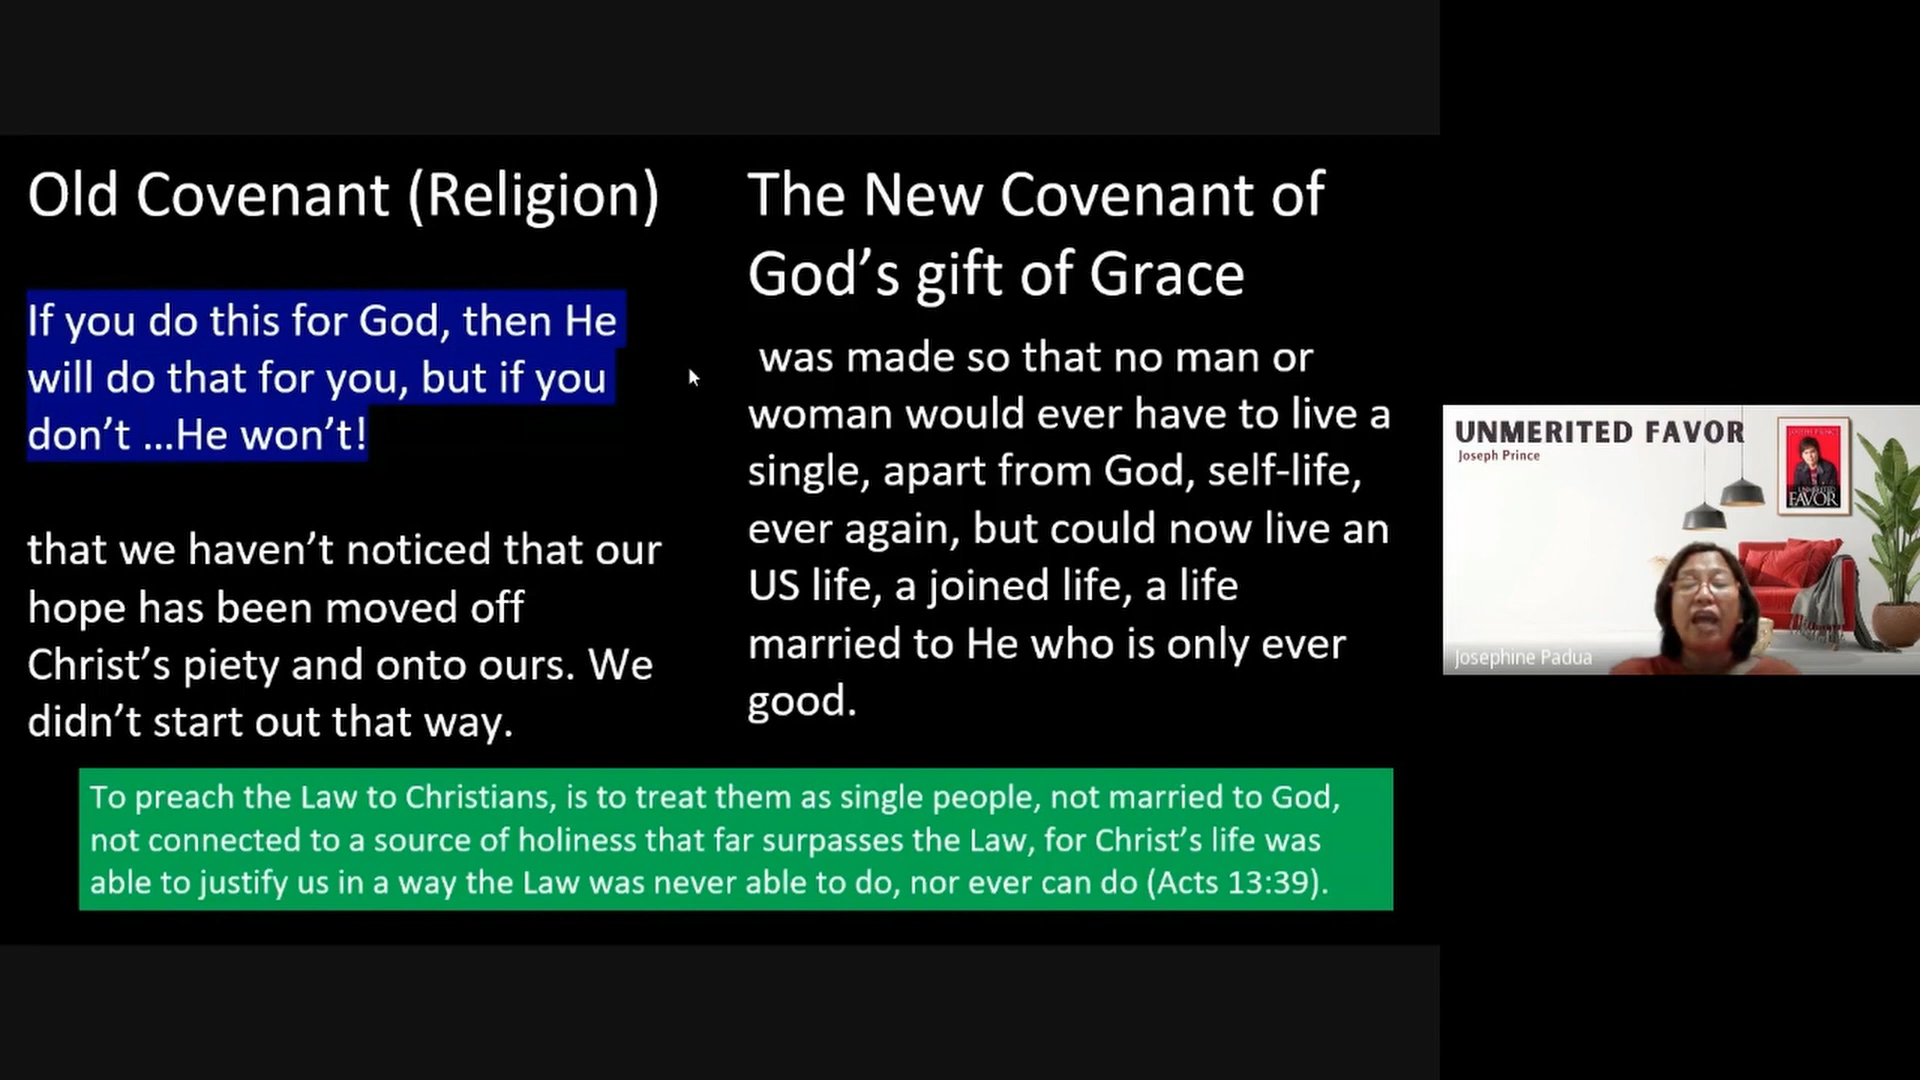 Old Covenant (Religion)
If you do this for God, then He
will do that for you, but if you
don’t ...He won’t!
that we haven’t noticed that our
hope has been moved off
Christ’s piety and onto ours. We
didn’t start out that way.
The New Covenant of
God’s gift of Grace
was made so that no man or
woman would ever have to live a
single, apart from God, self-life,
ever again, but could now live an
US life, a joined life, a life
married to He who is only ever
good.
To preach the Law to Christians, is to treat them as single people, not married to God,
not connected to a source of holiness that far surpasses the Law, for Christ’s life was
able to justify us in a way the Law was never able to do, nor ever can do (Acts 13:39).
UNMERITED FAVOR
Joseph Prince
JOSEPH PRINCE
UNMERITED
FAVOR
Josephine Padua